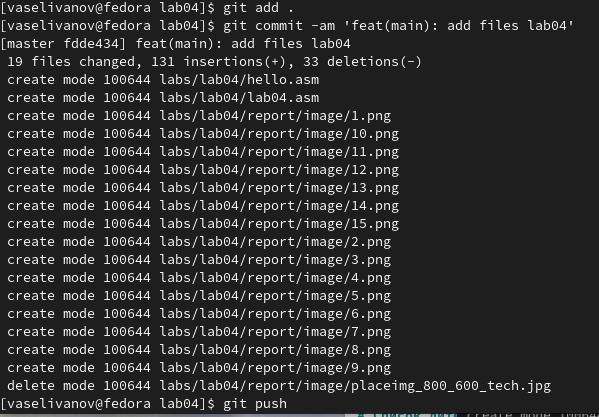 [vaselivanov@fedora lab04]$ git add .
[vaselivanov@fedora lab04]$ git commit -am 'feat(main): add files lab04'
[master fdde434] feat(main): add files lab04
 19 files changed, 131 insertions(+), 33 deletions(-)
 create mode 100644 labs/lab04/hello.asm
 create mode 100644 labs/lab04/lab04.asm
 create mode 100644 labs/lab04/report/image/1.png
 create mode 100644 labs/lab04/report/image/10.png
 create mode 100644 labs/lab04/report/image/11.png
 create mode 100644 labs/lab04/report/image/12.png
 create mode 100644 labs/lab04/report/image/13.png
 create mode 100644 labs/lab04/report/image/14.png
 create mode 100644 labs/lab04/report/image/15.png
 create mode 100644 labs/lab04/report/image/2.png
 create mode 100644 labs/lab04/report/image/3.png
 create mode 100644 labs/lab04/report/image/4.png
 create mode 100644 labs/lab04/report/image/5.png
 create mode 100644 labs/lab04/report/image/6.png
 create mode 100644 labs/lab04/report/image/7.png
 create mode 100644 labs/lab04/report/image/8.png
 create mode 100644 labs/lab04/report/image/9.png
 delete mode 100644 labs/lab04/report/image/placeimg_800_600_tech.jpg
[vaselivanov@fedora lab04]$ git push